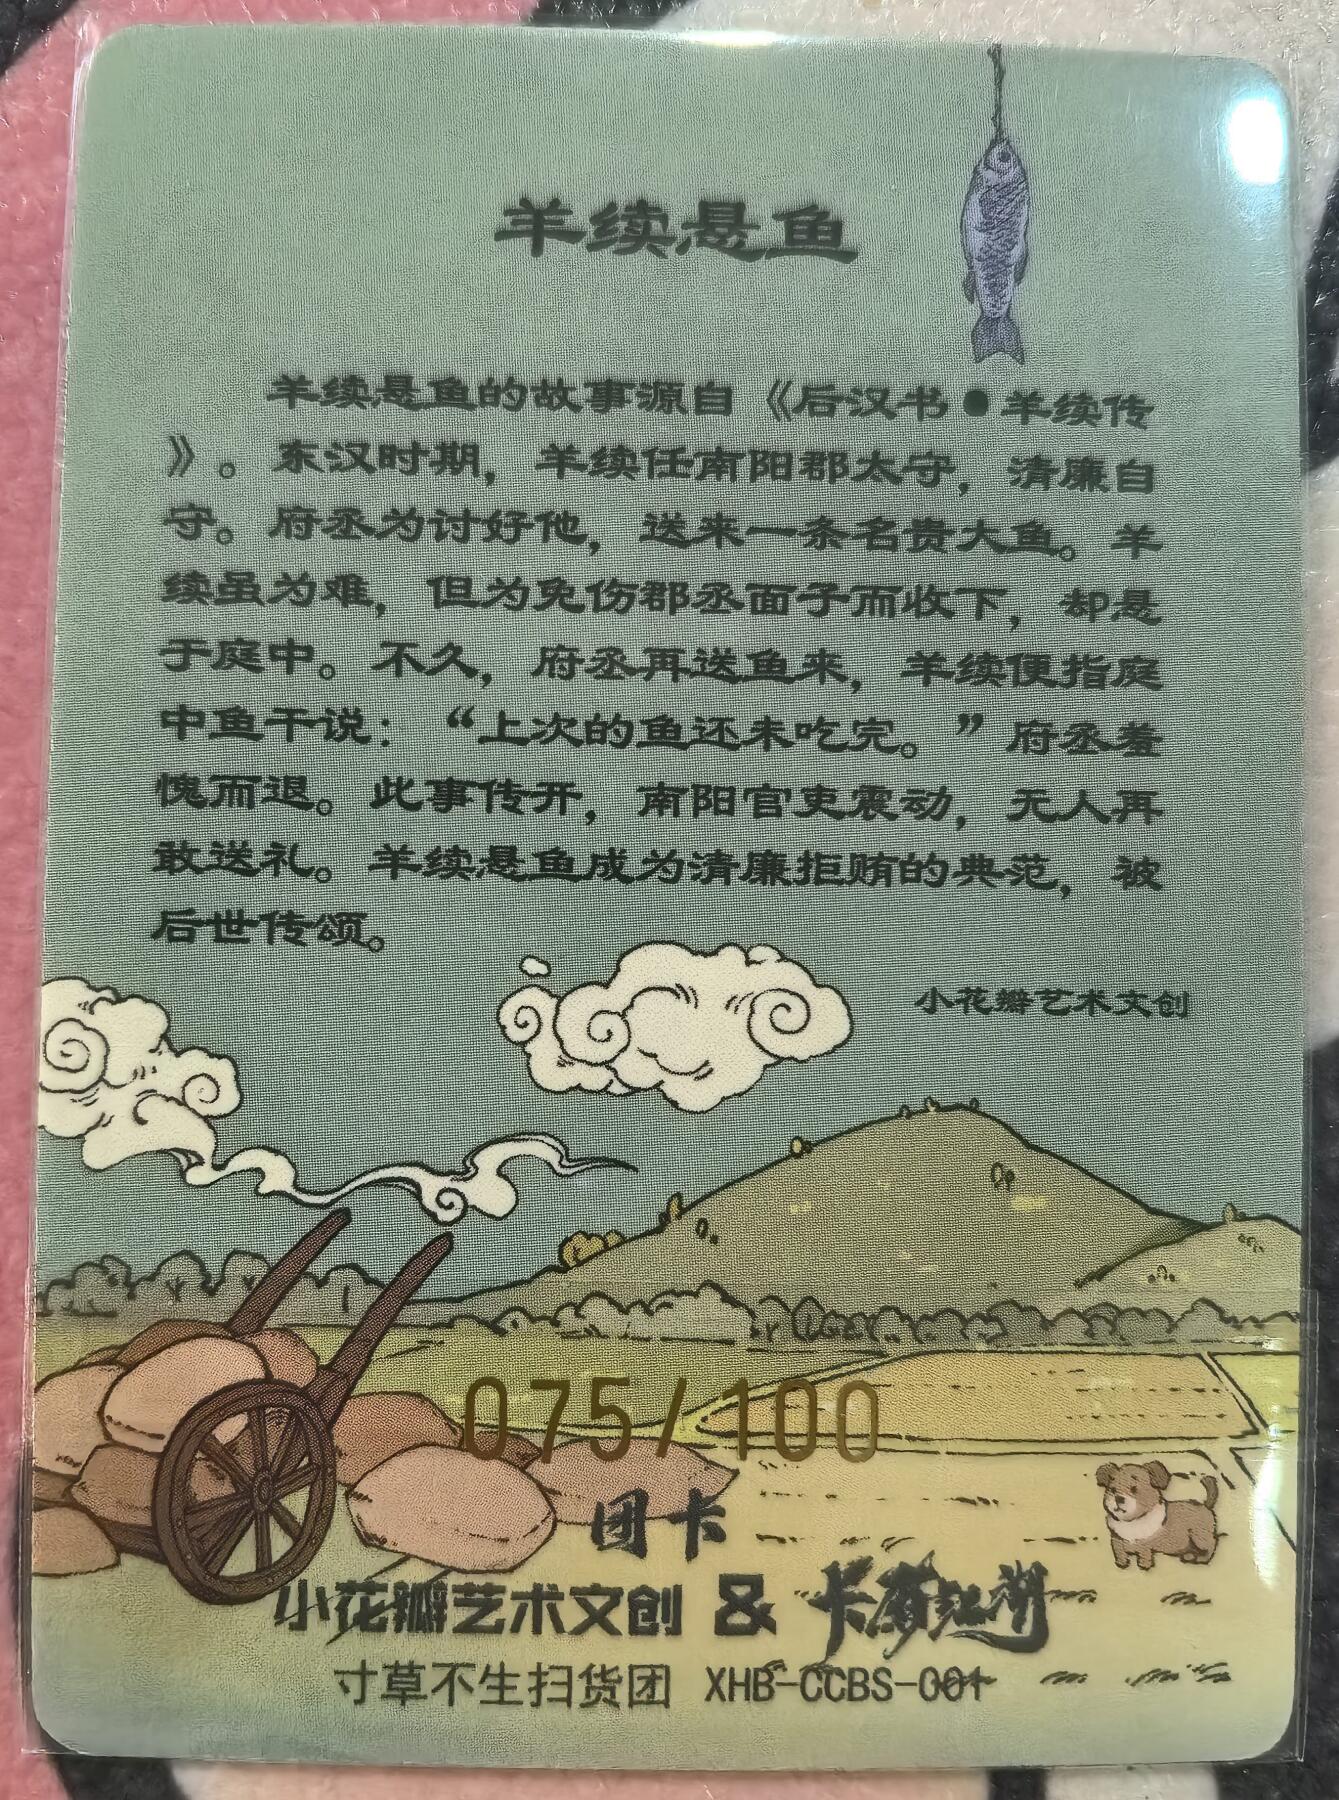 羊续悬鱼
羊续悬鱼的故事源自《后汉书•羊续传
》。东汉时期，羊续任南阳郡太守，清廉自
守。府丞为讨好他，送来一条名贵大鱼。羊
续虽为难，但为免伤郡丞面子而收下，却悬
于庭中。不久，府丞再送鱼来，羊续便指庭
中鱼干说：“上次的鱼还未吃完。”府丞羞
愧而退。此事传开，南阳官吏震动，无人再
敢送礼。羊续悬鱼成为清廉拒贿的典范，被
后世传颂。
小花瓣艺术文创
075/100
团卡
小花瓣艺术文创 & 卡有江湖
寸草不生扫货团 XHB-CCBS-001